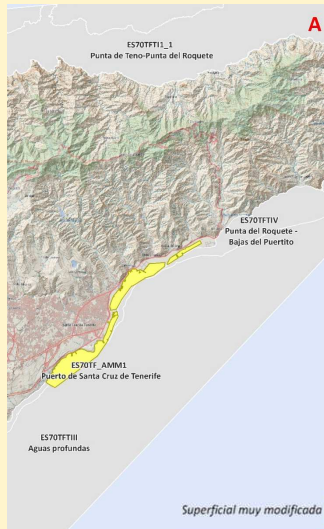 A
ES70TFTI1_1
Punta de Teno-Punta del Roquete
ES70TFTIV
Punta del Roquete -
Bajas del Puertito
ES70TF_AMM1
Puerto de Santa Cruz de Tenerife
ES70TFTIII
Aguas profundas
Superficial muy modificada